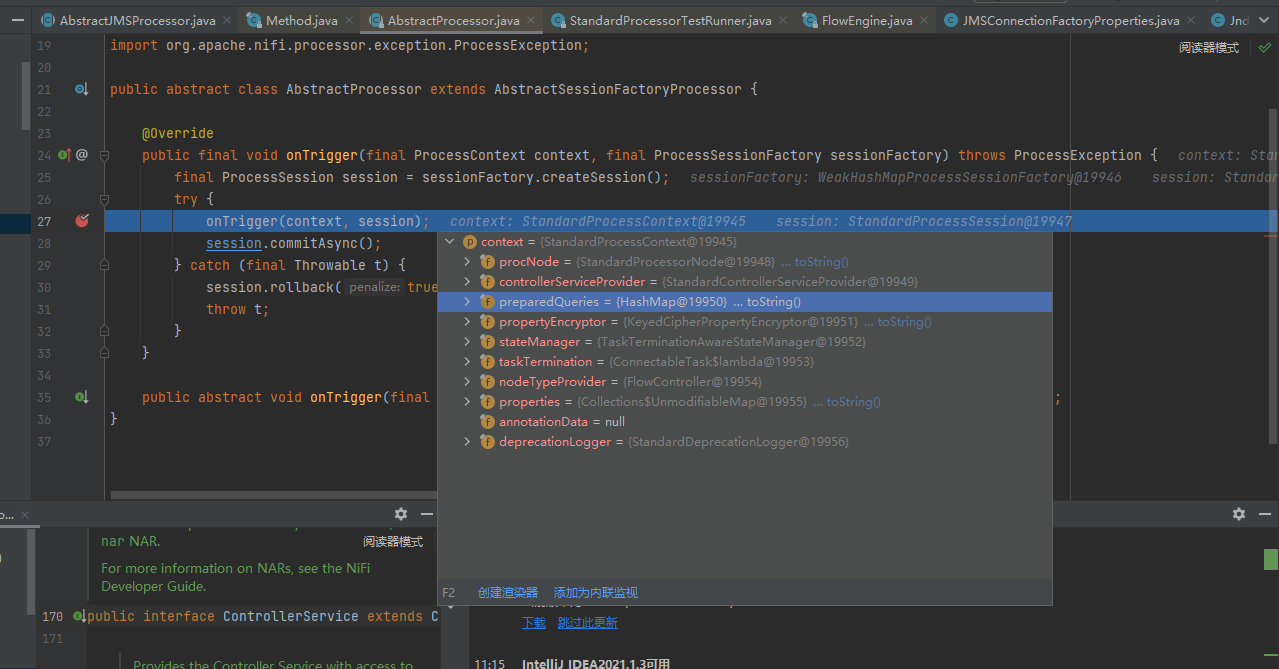 AbstractJMSProcessor.java Method.java AbstractProcessor.java StandardProcessorTestRunner.java FlowEngine.java JMSConnectionFactoryProperties.java Jnd
阅读器模式
19 import org.apache.nifi.processor.exception.ProcessException;
20
21 public abstract class AbstractProcessor extends AbstractSessionFactoryProcessor {
22
23 @Override
24 public final void onTrigger(final ProcessContext context, final ProcessSessionFactory sessionFactory) throws ProcessException { context: Stan
25 final ProcessSession session = sessionFactory.createSession(); sessionFactory: WeakHashMapProcessSessionFactory@19946 session: Standar
26 try {
27 onTrigger(context, session); context: StandardProcessContext@19945 session: StandardProcessSession@19947
28 session.commitAsync();
29 } catch (final Throwable t) {
30 session.rollback( penalize: true
31 throw t;
32 }
33 }
34
35 public abstract void onTrigger(final ;
36 }
37
context = {StandardProcessContext@19945}
procNode = {StandardProcessorNode@19948} ... toString()
controllerServiceProvider = {StandardControllerServiceProvider@19949}
preparedQueries = {HashMap@19950} ... toString()
propertyEncryptor = {KeyedCipherPropertyEncryptor@19951} ... toString()
stateManager = {TaskTerminationAwareStateManager@19952}
taskTermination = {ConnectableTask$lambda@19953}
nodeTypeProvider = {FlowController@19954}
properties = {Collections$UnmodifiableMap@19955} ... toString()
annotationData = null
deprecationLogger = {StandardDeprecationLogger@19956}
F2 创建渲染器 添加为内联监视
o...
nar NAR.
阅读器模式
For more information on NARs, see the NiFi
Developer Guide.
170 public interface ControllerService extends C
171
Provides the Controller Service with access to
下载 跳过此更新
11:15 IntelliJ IDEA2021.1.3可用